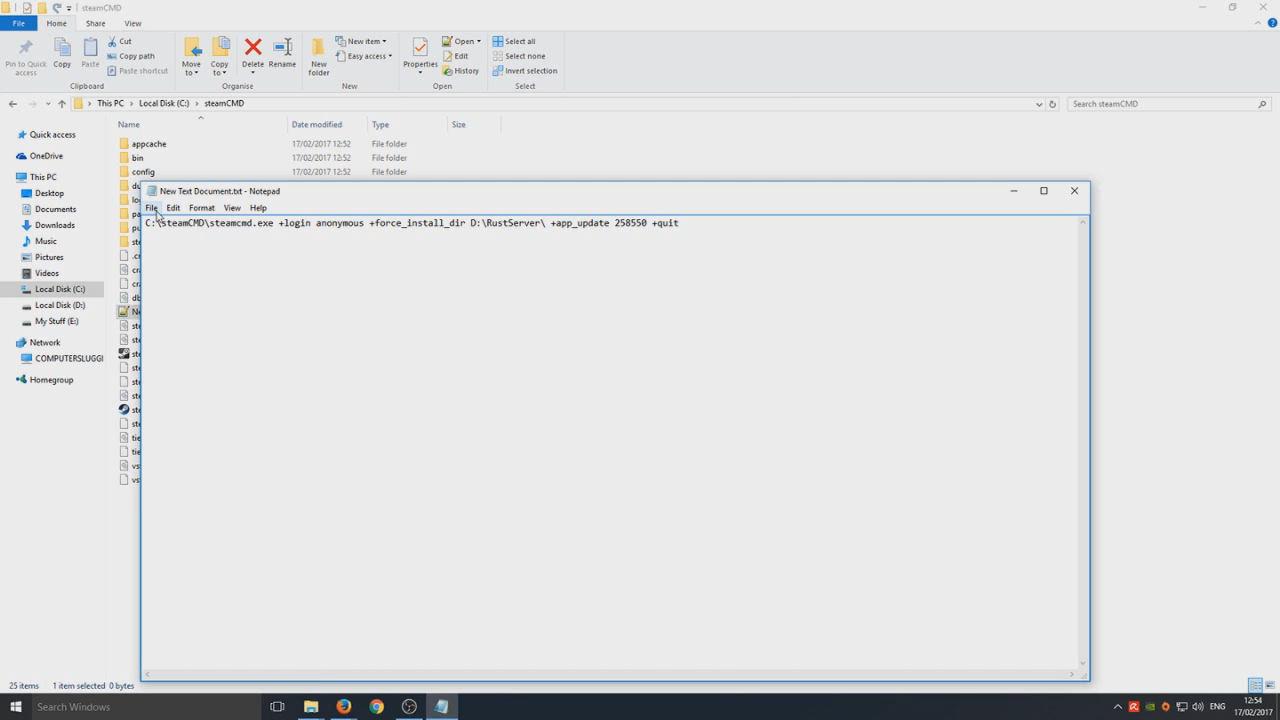 steamCMD
File Home Share View
Pin to Quick access
Copy
Paste
Cut
Copy path
Paste shortcut
Clipboard
Move to
Copy to
Delete
Rename
Organise
New folder
New item
Easy access
New
Properties
Open
Edit
History
Open
Select all
Select none
Invert selection
Select
This PC > Local Disk (C:) > steamCMD
Search steamCMD
Name Date modified Type Size
Quick access
OneDrive
This PC
Desktop
Documents
Downloads
Music
Pictures
Videos
Local Disk (C:)
Local Disk (D:)
My Stuff (E:)
Network
COMPUTERSLUGGI
Homegroup
appcache 17/02/2017 12:52 File folder
bin 17/02/2017 12:52 File folder
config 17/02/2017 12:52 File folder
New Text Document.txt - Notepad
File Edit Format View Help
C:\steamCMD\steamcmd.exe +login anonymous +force_install_dir D:\RustServer\ +app_update 258550 +quit
25 items 1 item selected 0 bytes
Search Windows
ENG
12:54
17/02/2017